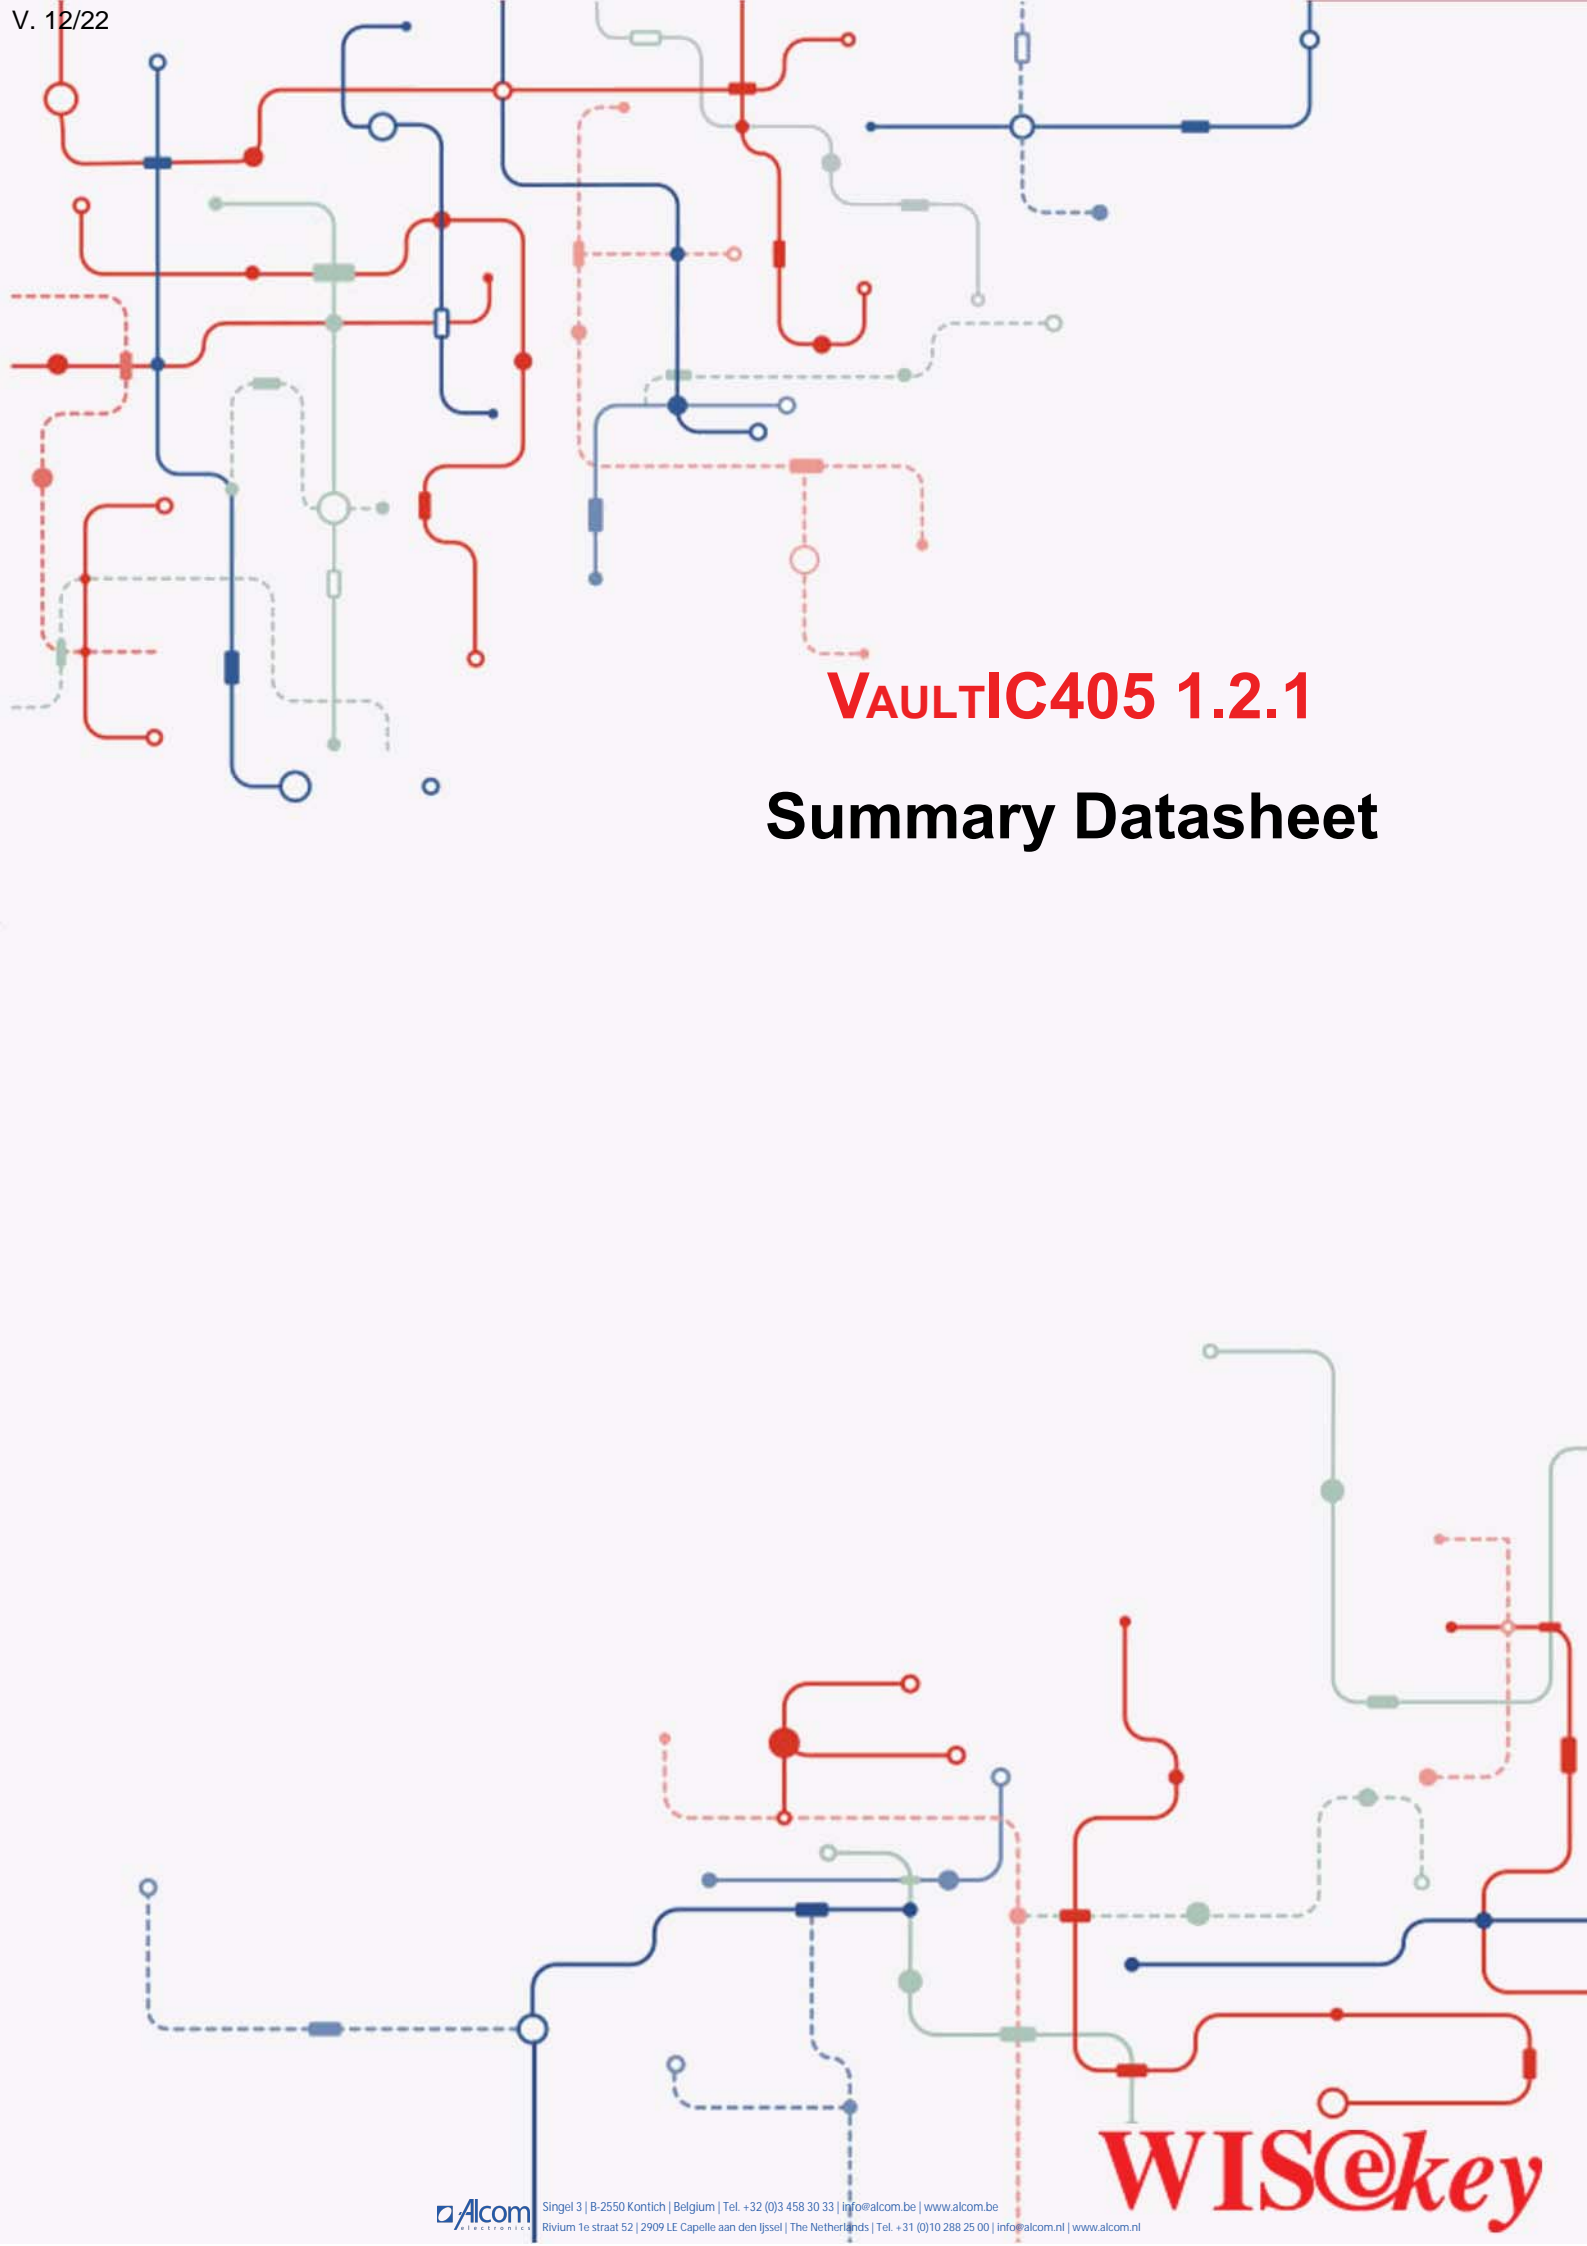 V. 12/22
VAULTIC405 1.2.1
Summary Datasheet
WISekey
Alcom
electronics
Singel 3 | B-2550 Kontich | Belgium | Tel. +32 (0)3 458 30 33 | info@alcom.be | www.alcom.be
Rivium 1e straat 52 | 2909 LE Capelle aan den Ijssel | The Netherlands | Tel. +31 (0)10 288 25 00 | info@alcom.nl | www.alcom.nl